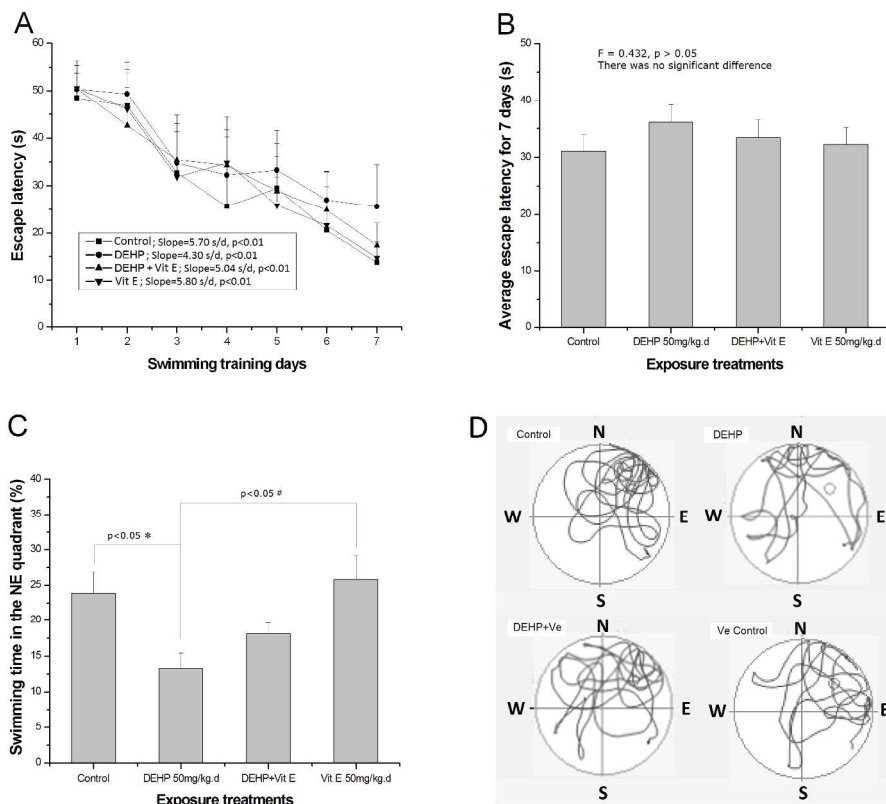 A
60
50
40
30
20
10
0
Escape latency (s)
Control ; Slope=5.70 s/d, p<0.01
DEHP ; Slope=4.30 s/d, p<0.01
DEHP + Vit E ; Slope=5.04 s/d, p<0.01
Vit E ; Slope=5.80 s/d, p<0.01
1 2 3 4 5 6 7
Swimming training days
B
50
40
30
20
10
0
Average escape latency for 7 days (s)
F = 0.432, p > 0.05
There was no significant difference
Control DEHP 50mg/kg.d DEHP+Vit E Vit E 50mg/kg.d
Exposure treatments
C
40
35
30
25
20
15
10
5
0
Swimming time in the NE quadrant (%)
p<0.05 *
p<0.05 #
Control DEHP 50mg/kg.d DEHP+Vit E Vit E 50mg/kg.d
Exposure treatments
D
Control
N
W
E
S
DEHP
N
W
E
S
DEHP+Ve
N
W
E
S
Ve Control
N
W
E
S